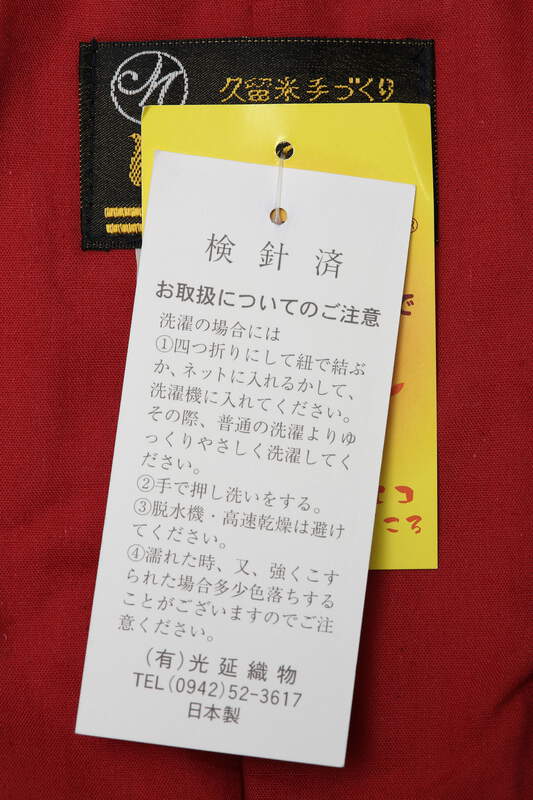 久留米手づくり
®
で
エコ
ころ
検針済
お取扱についてのご注意
洗濯の場合には
①四つ折りにして紐で結ぶ
か、ネットに入れるかして、
洗濯機に入れてください。
その際、普通の洗濯よりゆ
っくりやさしく洗濯してく
ださい。
②手で押し洗いをする。
③脱水機・高速乾燥は避け
てください。
④濡れた時、又、強くこす
られた場合多少色落ちする
ことがございますのでご注
意ください。
(有)光延織物
TEL(0942)52-3617
日本製